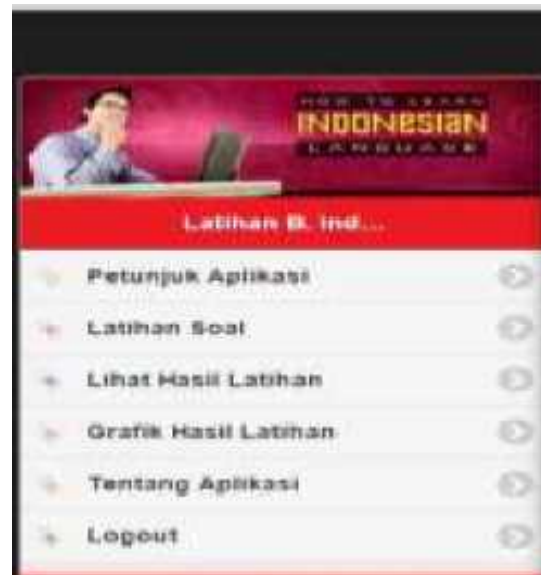 HOW TO LEARN
INDONESIAN
LANGUAGE
Latihan B. Ind...
Petunjuk Aplikasi
Latihan Soal
Lihat Hasil Latihan
Grafik Hasil Latihan
Tentang Aplikasi
Logout